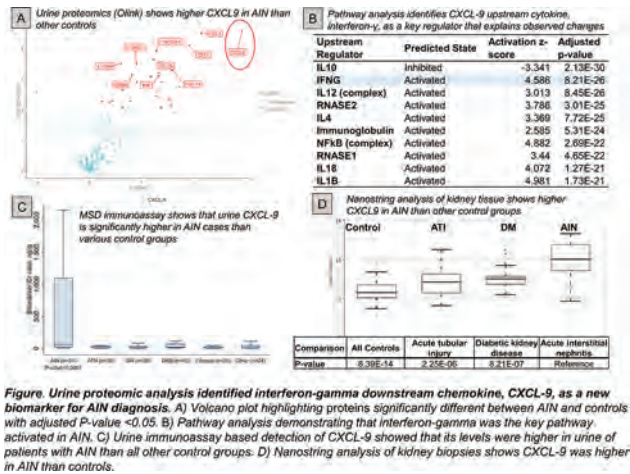 A
Urine proteomics (Olink) shows higher CXCL9 in AIN than
other controls
B
Pathway analysis identifies CXCL-9 upstream cytokine,
interferon-γ, as a key regulator that explains observed changes
Upstream Regulator Predicted State Activation z-score Adjusted p-value
IL10 Inhibited -3.341 2.13E-30
IFNG Activated 4.586 8.21E-26
IL12 (complex) Activated 3.013 8.45E-26
RNASE2 Activated 3.786 3.01E-25
IL4 Activated 3.369 7.72E-25
Immunoglobulin Activated 2.585 5.31E-24
NFkB (complex) Activated 4.882 2.69E-22
RNASE1 Activated 3.44 4.65E-22
IL18 Activated 4.072 1.27E-21
IL1B Activated 4.981 1.73E-21
C
CXCL9
MSD immunoassay shows that urine CXCL-9
is significantly higher in AIN cases than
various control groups
D
Nanostring analysis of kidney tissue shows higher
CXCL9 in AIN than other control groups
Control ATI DM AIN
Comparison All Controls Acute tubular injury Diabetic kidney disease Acute interstitial nephritis
P-value 8.39E-14 2.25E-06 8.21E-07 Reference
Figure. Urine proteomic analysis identified interferon-gamma downstream chemokine, CXCL-9, as a new
biomarker for AIN diagnosis. A) Volcano plot highlighting proteins significantly different between AIN and controls
with adjusted P-value <0.05. B) Pathway analysis demonstrating that interferon-gamma was the key pathway
activated in AIN. C) Urine immunoassay based detection of CXCL-9 showed that its levels were higher in urine of
patients with AIN than all other control groups. D) Nanostring analysis of kidney biopsies shows CXCL-9 was higher
in AIN than controls.